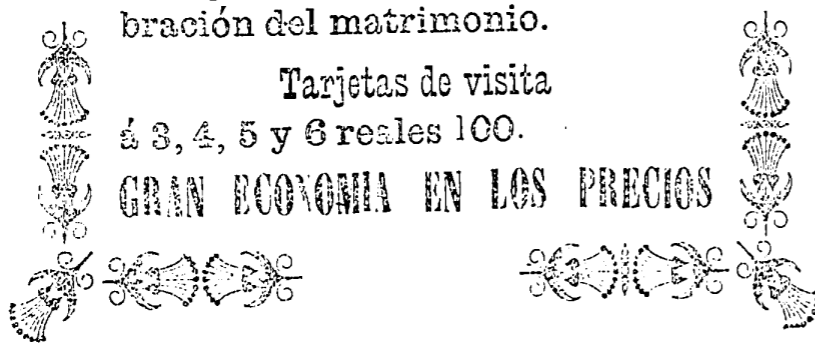 bración del matrimonio.
Tarjetas de visita
á 3, 4, 5 y 6 reales 100.
GRAN ECONOMIA EN LOS PRECIOS